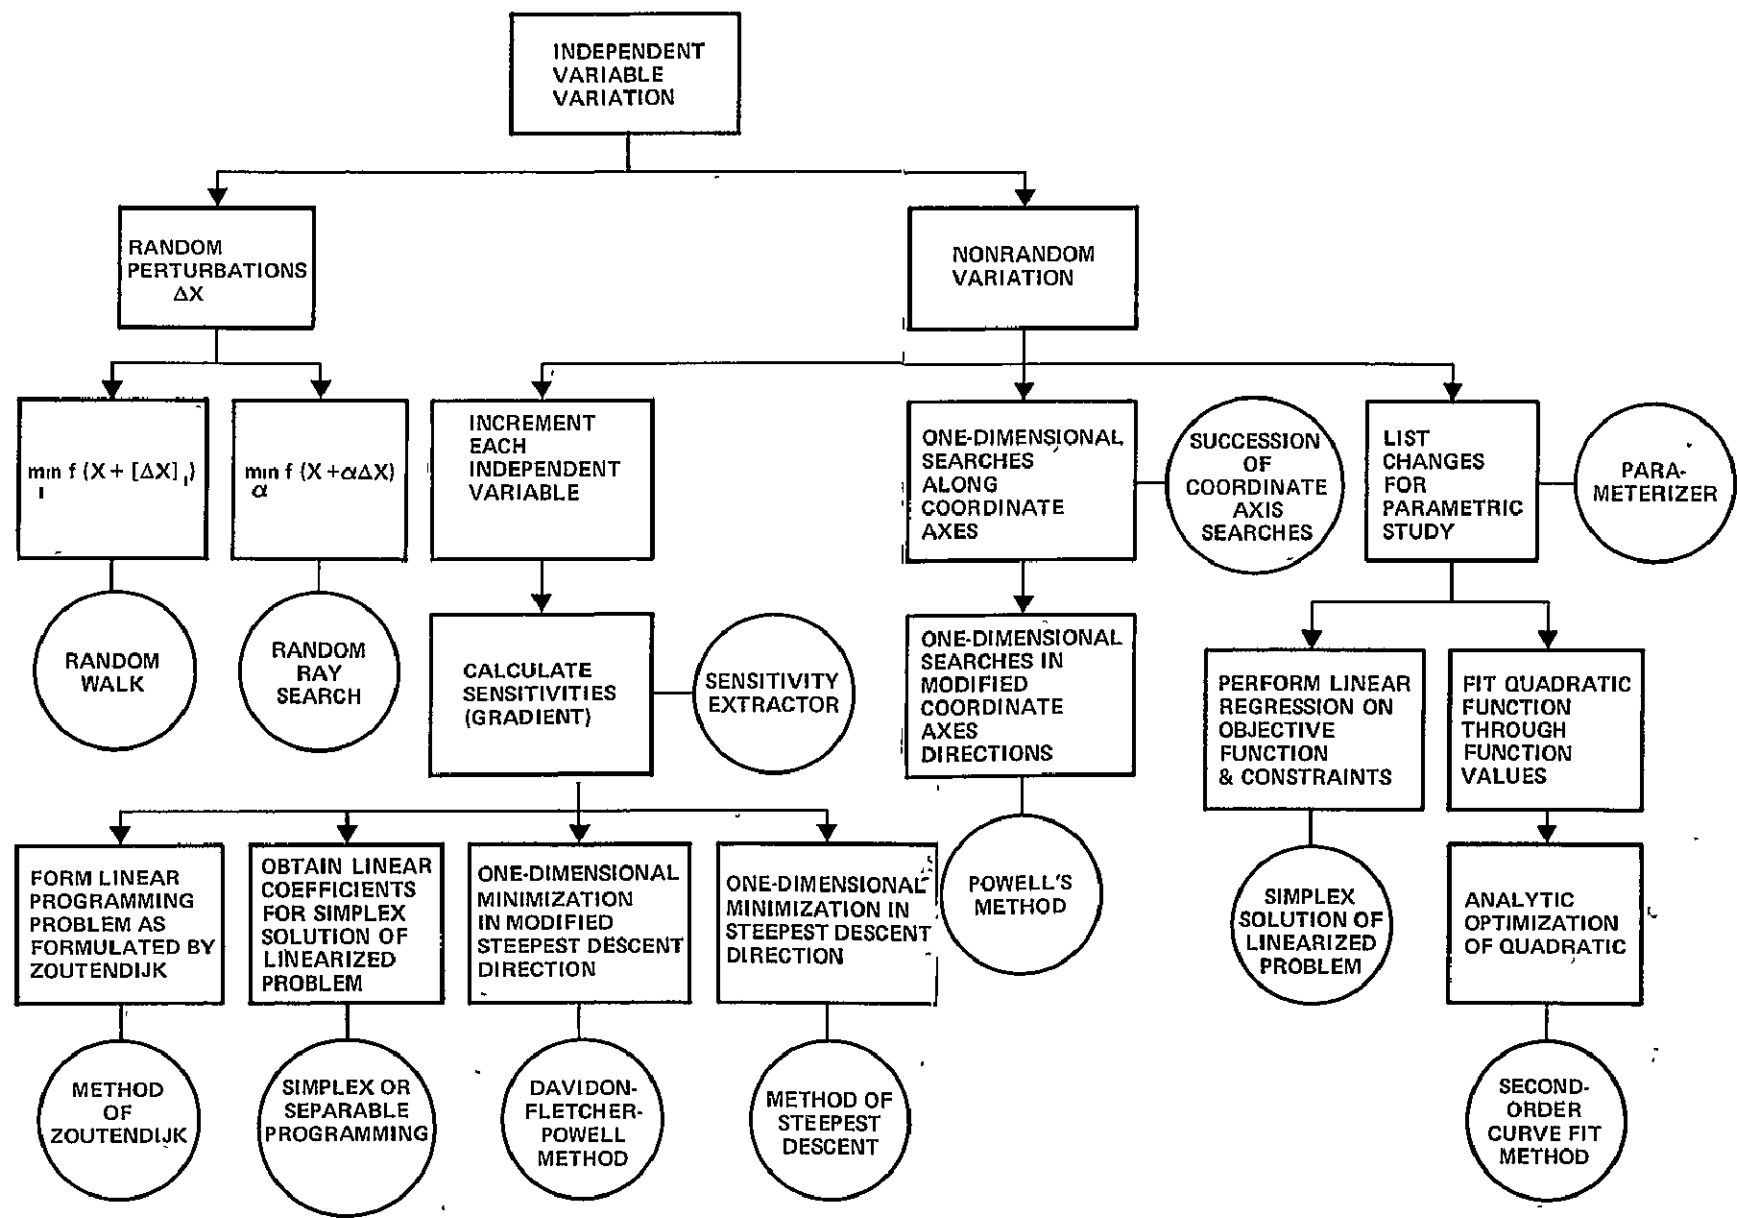 INDEPENDENT
VARIABLE
VARIATION
RANDOM
PERTURBATIONS
ΔX
NONRANDOM
VARIATION
min f (X + [ΔX]i)
i
min f (X + αΔX)
α
INCREMENT
EACH
INDEPENDENT
VARIABLE
ONE-DIMENSIONAL
SEARCHES
ALONG
COORDINATE
AXES
SUCCESSION
OF
COORDINATE
AXIS
SEARCHES
LIST
CHANGES
FOR
PARAMETRIC
STUDY
PARA-
METERIZER
RANDOM
WALK
RANDOM
RAY
SEARCH
CALCULATE
SENSITIVITIES
(GRADIENT)
SENSITIVITY
EXTRACTOR
ONE-DIMENSIONAL
SEARCHES IN
MODIFIED
COORDINATE
AXES
DIRECTIONS
PERFORM LINEAR
REGRESSION ON
OBJECTIVE
FUNCTION
& CONSTRAINTS
FIT QUADRATIC
FUNCTION
THROUGH
FUNCTION
VALUES
FORM LINEAR
PROGRAMMING
PROBLEM AS
FORMULATED BY
ZOUTENDIJK
OBTAIN LINEAR
COEFFICIENTS
FOR SIMPLEX
SOLUTION OF
LINEARIZED
PROBLEM
ONE-DIMENSIONAL
MINIMIZATION
IN MODIFIED
STEEPEST DESCENT
DIRECTION
ONE-DIMENSIONAL
MINIMIZATION IN
STEEPEST DESCENT
DIRECTION
POWELL'S
METHOD
SIMPLEX
SOLUTION OF
LINEARIZED
PROBLEM
ANALYTIC
OPTIMIZATION
OF QUADRATIC
METHOD
OF
ZOUTENDIJK
SIMPLEX OR
SEPARABLE
PROGRAMMING
DAVIDON-
FLETCHER-
POWELL
METHOD
METHOD OF
STEEPEST
DESCENT
SECOND-
ORDER
CURVE FIT
METHOD